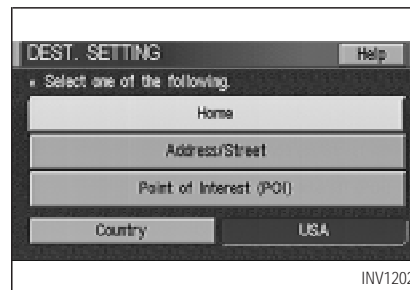 DEST. SETTING Help
Select one of the following.
Home
Address/Street
Point of Interest (POI)
Country USA
INV1202